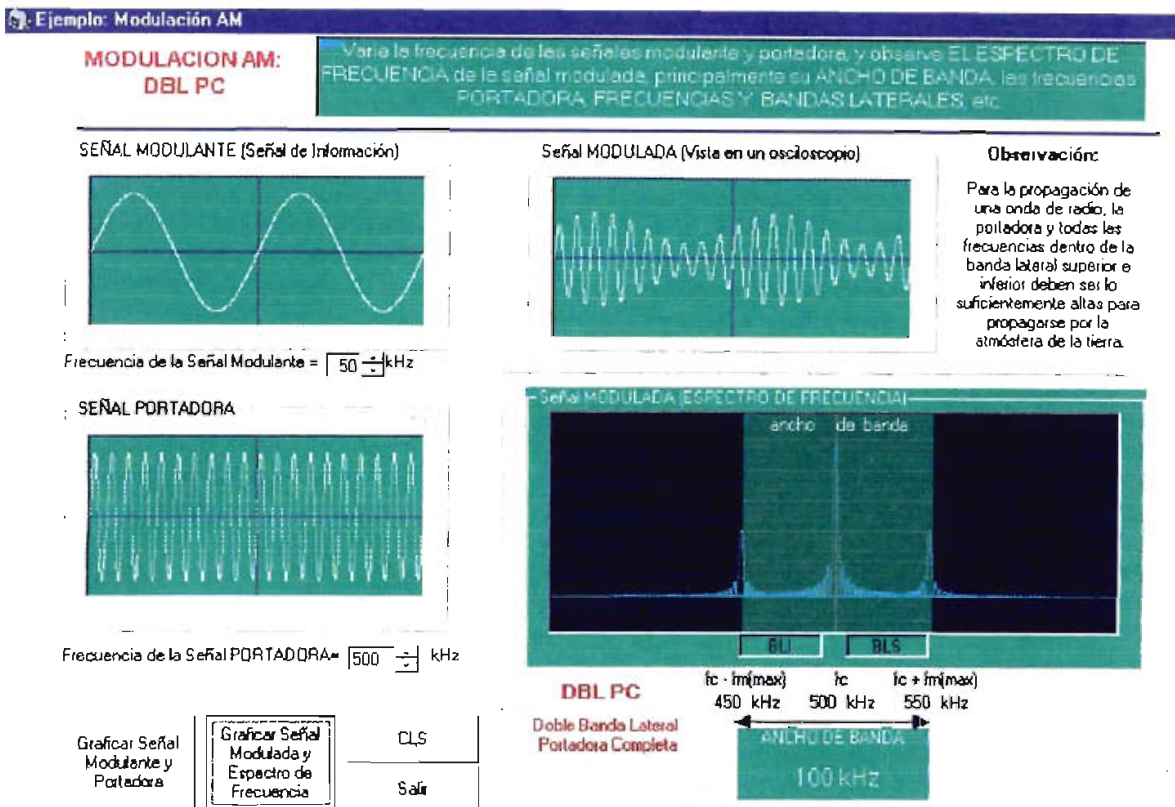 Ejemplo: Modulación AM
MODULACION AM:
DBL PC
Varie la frecuencia de las señales modulante y portadora, y observe EL ESPECTRO DE
FRECUENCIA de la señal modulada, principalmente su ANCHO DE BANDA, las frecuencias
PORTADORA, FRECUENCIAS Y BANDAS LATERALES, etc.
SEÑAL MODULANTE (Señal de Información)
Frecuencia de la Señal Modulante = 50 kHz
SEÑAL PORTADORA
Frecuencia de la Señal PORTADORA= 500 kHz
Señal MODULADA (Vista en un osciloscopio)
Observación:
Para la propagación de
una onda de radio, la
portadora y todas las
frecuencias dentro de la
banda lateral superior e
inferior deben ser lo
suficientemente altas para
propagarse por la
atmósfera de la tierra.
Señal MODULADA (ESPECTRO DE FRECUENCIA)
ancho de banda
BLI BLS
fc - fm(max) fc fc + fm(max)
450 kHz 500 kHz 550 kHz
DBL PC
Doble Banda Lateral
Portadora Completa
ANCHO DE BANDA
100 kHz
Graficar Señal
Modulante y
Portadora
Graficar Señal
Modulada y
Espectro de
Frecuencia
CLS
Salir